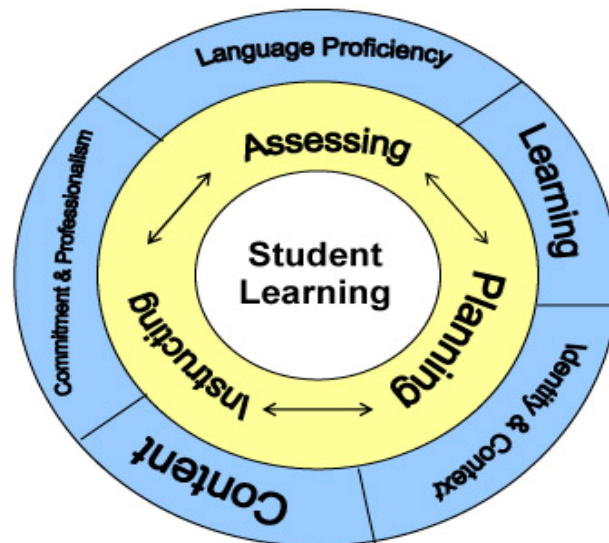 Language Proficiency
Learning
Identity & Context
Content
Commitment & Professionalism
Assessing
Planning
Instructing
Student
Learning